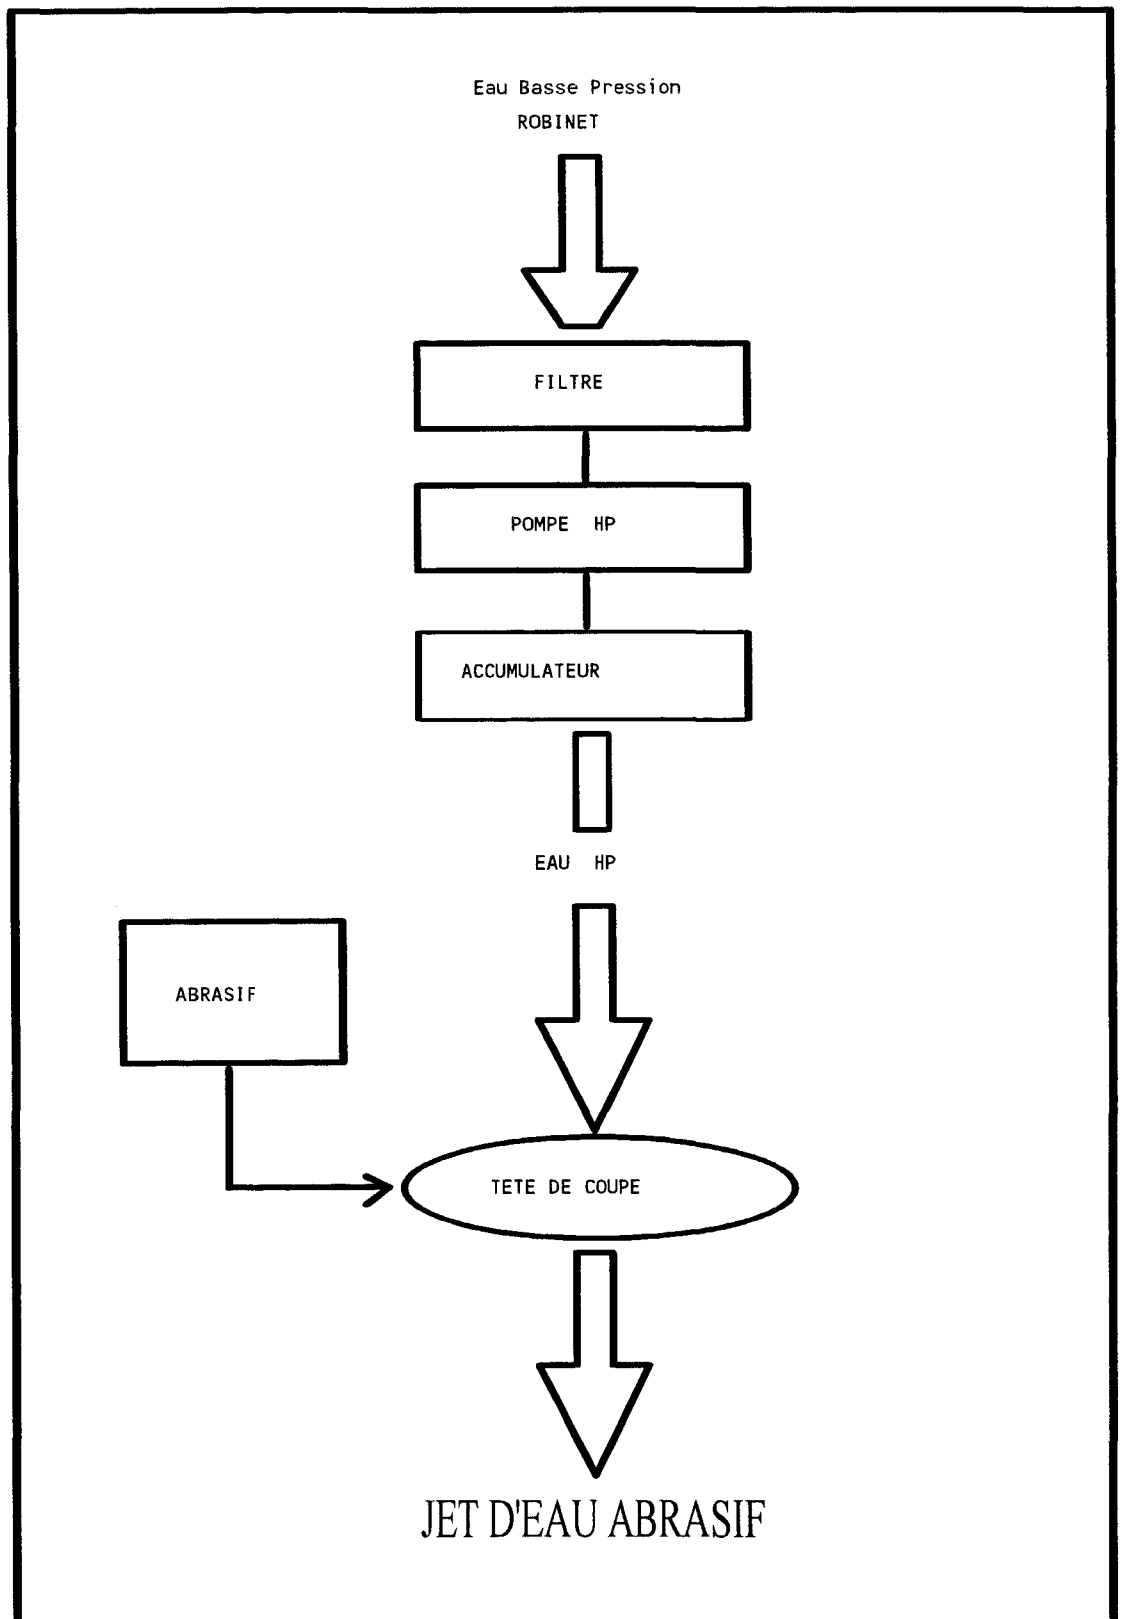 Eau Basse Pression
ROBINET
FILTRE
POMPE HP
ACCUMULATEUR
EAU HP
ABRASIF
TETE DE COUPE
JET D'EAU ABRASIF